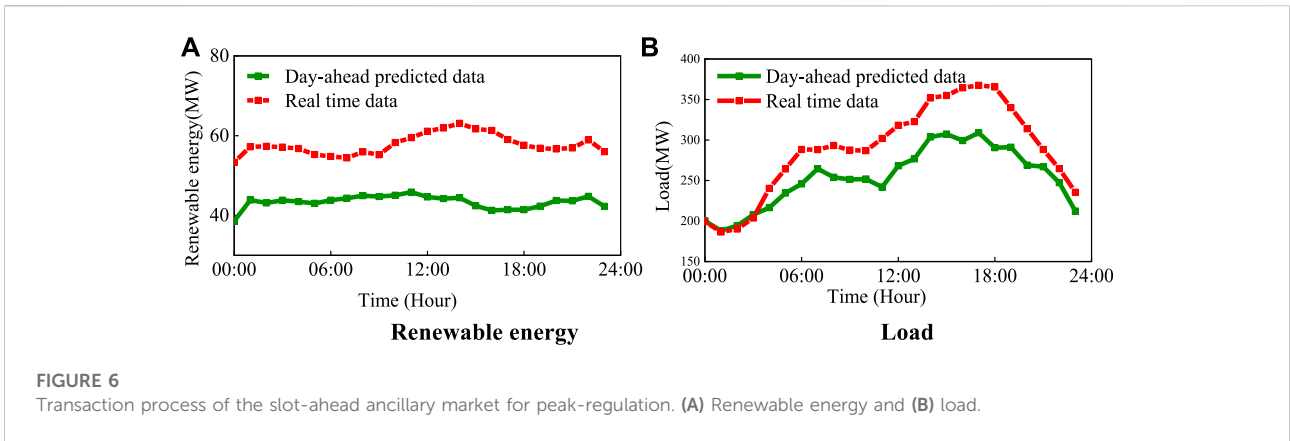 A
80
60
40
Renewable energy(MW)
Day-ahead predicted data
Real time data
00:00 06:00 12:00 18:00 24:00
Time (Hour)
Renewable energy
B
400
350
300
250
200
150
Load(MW)
Day-ahead predicted data
Real time data
00:00 06:00 12:00 18:00 24:00
Time (Hour)
Load
FIGURE 6
Transaction process of the slot-ahead ancillary market for peak-regulation. (A) Renewable energy and (B) load.